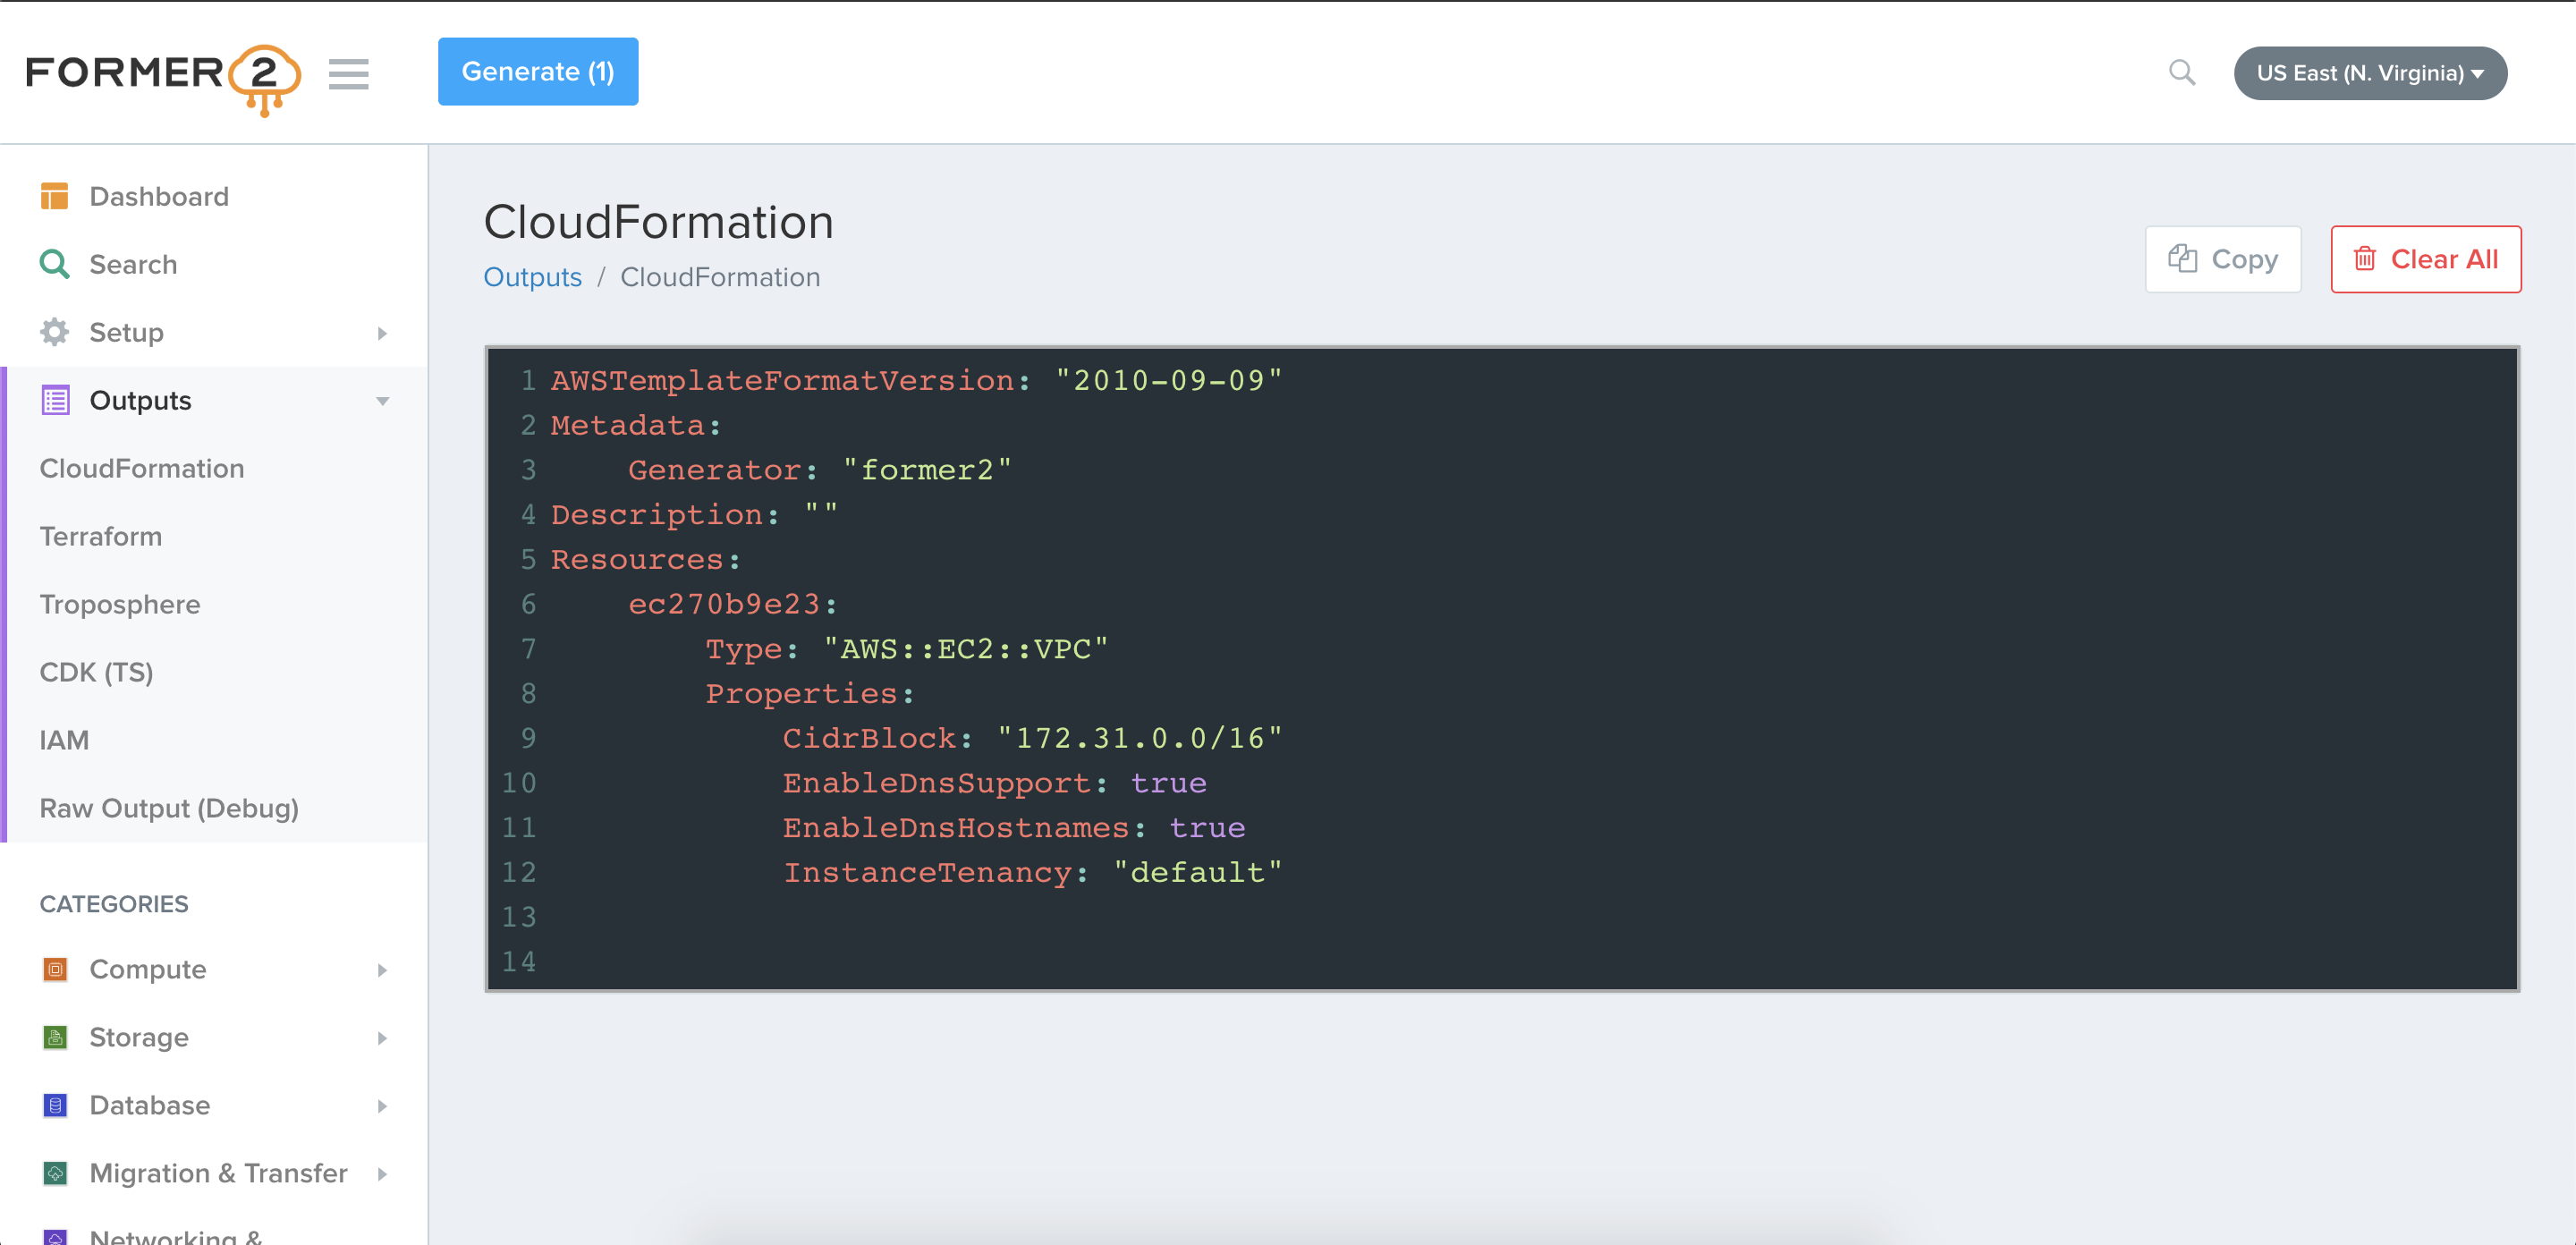 FORMER2
Generate (1)
US East (N. Virginia)
Dashboard
Search
Setup
Outputs
CloudFormation
Terraform
Troposphere
CDK (TS)
IAM
Raw Output (Debug)
CATEGORIES
Compute
Storage
Database
Migration & Transfer
Networking &
CloudFormation
Outputs / CloudFormation
Copy
Clear All
1 AWSTemplateFormatVersion: "2010-09-09"
2 Metadata:
3     Generator: "former2"
4 Description: ""
5 Resources:
6     ec270b9e23:
7         Type: "AWS::EC2::VPC"
8         Properties:
9             CidrBlock: "172.31.0.0/16"
10             EnableDnsSupport: true
11             EnableDnsHostnames: true
12             InstanceTenancy: "default"
13
14